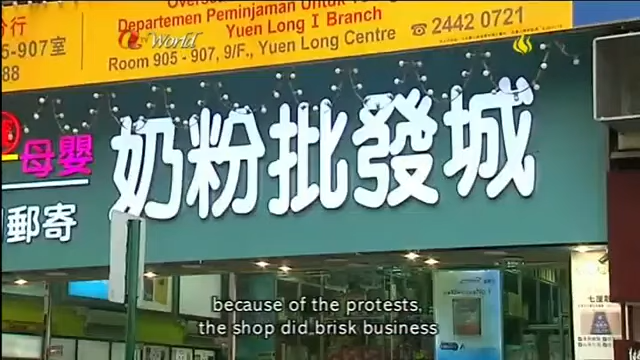 Departemen Peminjaman Untuk
行
Yuen Long I Branch
☎ 2442 0721
5-907室
Room 905 - 907, 9/F., Yuen Long Centre
88
World
母嬰
奶粉批發城
郵寄
because of the protests,
the shop did brisk business